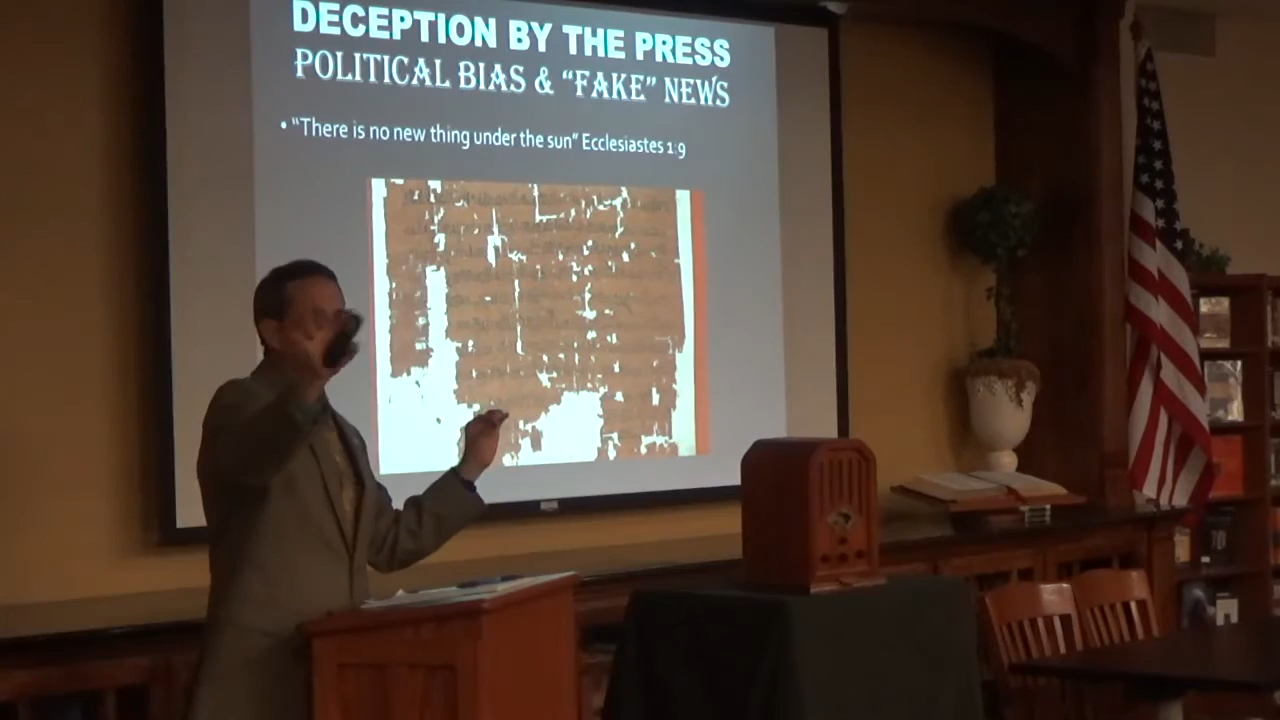 DECEPTION BY THE PRESS
POLITICAL BIAS & “FAKE” NEWS
• “There is no new thing under the sun” Ecclesiastes 1:9